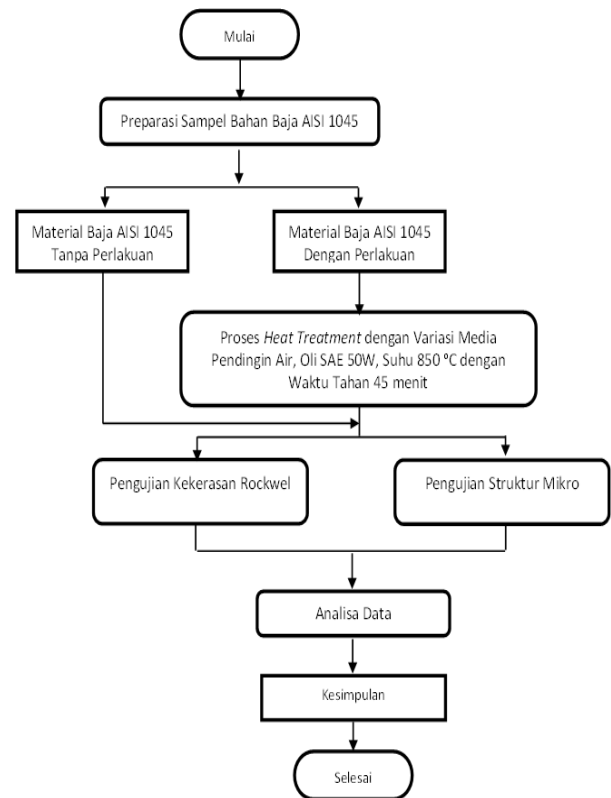 Mulai
Preparasi Sampel Bahan Baja AISI 1045
Material Baja AISI 1045
Tanpa Perlakuan
Material Baja AISI 1045
Dengan Perlakuan
Proses Heat Treatment dengan Variasi Media
Pendingin Air, Oli SAE 50W, Suhu 850 °C dengan
Waktu Tahan 45 menit
Pengujian Kekerasan Rockwel
Pengujian Struktur Mikro
Analisa Data
Kesimpulan
Selesai